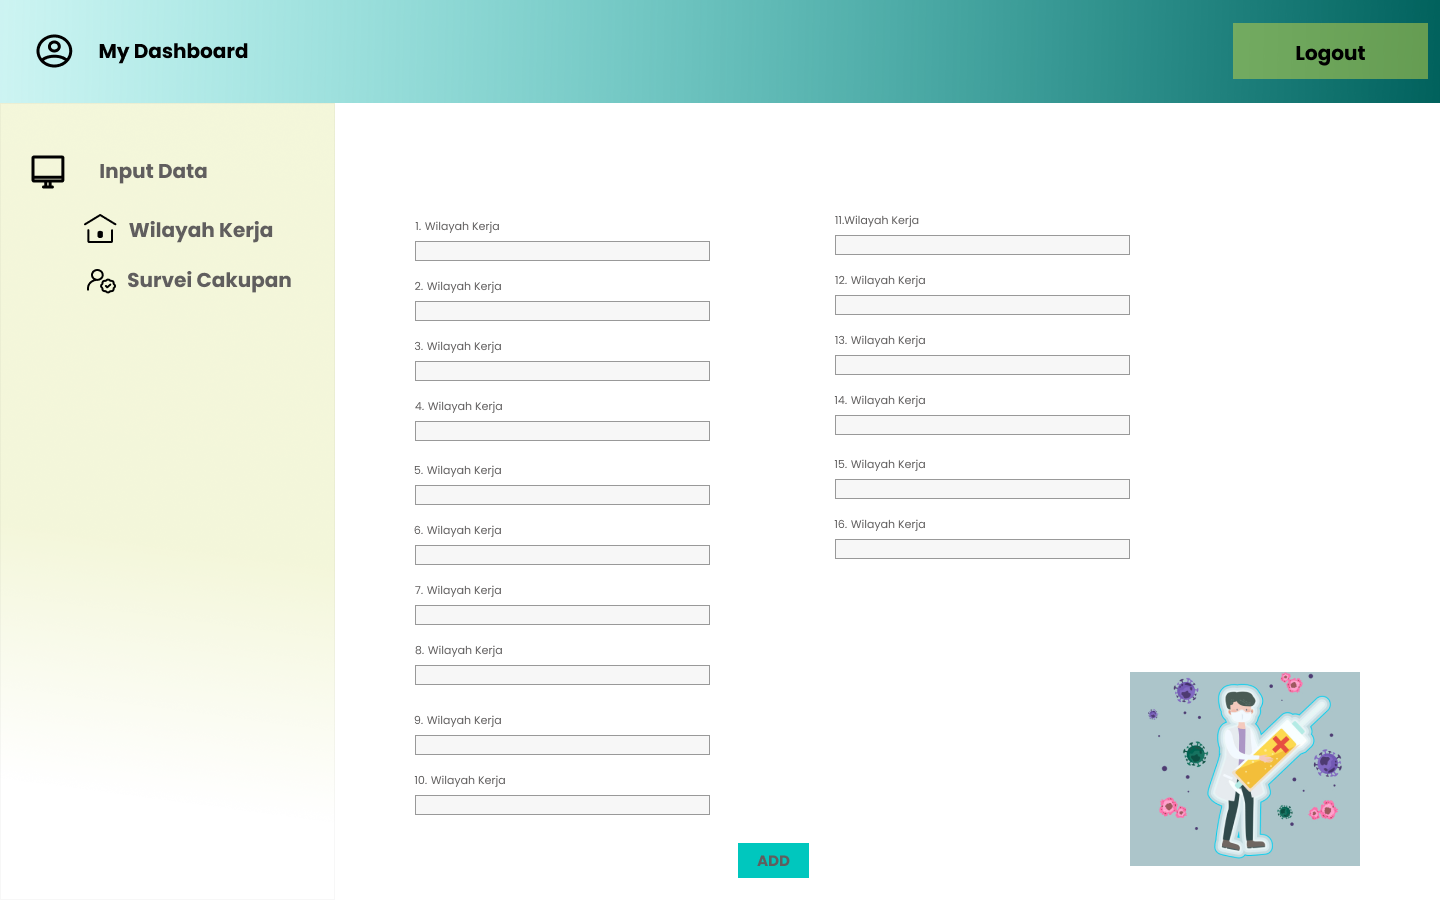 My Dashboard
Logout
Input Data
Wilayah Kerja
Survei Cakupan
1. Wilayah Kerja
2. Wilayah Kerja
3. Wilayah Kerja
4. Wilayah Kerja
5. Wilayah Kerja
6. Wilayah Kerja
7. Wilayah Kerja
8. Wilayah Kerja
9. Wilayah Kerja
10. Wilayah Kerja
11.Wilayah Kerja
12. Wilayah Kerja
13. Wilayah Kerja
14. Wilayah Kerja
15. Wilayah Kerja
16. Wilayah Kerja
ADD